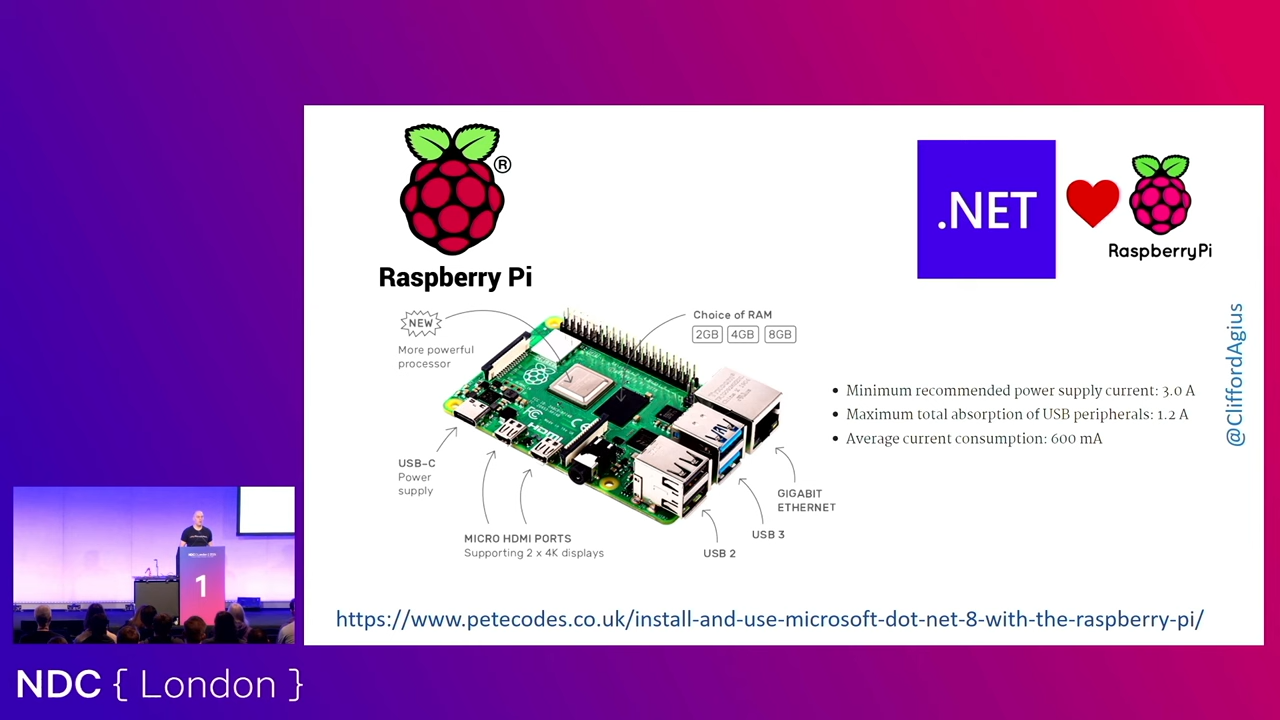 ®
Raspberry Pi
.NET
RaspberryPi
NEW
More powerful
processor
Choice of RAM
2GB 4GB 8GB
• Minimum recommended power supply current: 3.0 A
• Maximum total absorption of USB peripherals: 1.2 A
• Average current consumption: 600 mA
@CliffordAgius
USB-C
Power
supply
MICRO HDMI PORTS
Supporting 2 x 4K displays
USB 2
USB 3
GIGABIT
ETHERNET
HDMI
https://www.petecodes.co.uk/install-and-use-microsoft-dot-net-8-with-the-raspberry-pi/
1
NDC { London }